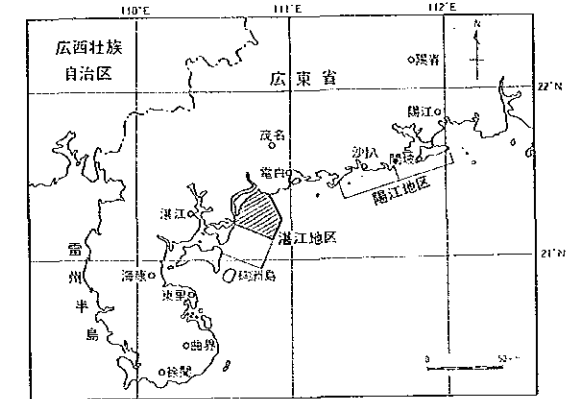 110°E
111°E
112°E
N
広西壮族
自治区
広東省
陽春
22°N
陽江
茂名
沙扒
閘坡
電白
陽江地区
湛江
湛江地区
21°N
雷州半島
海康
硇洲島
東里
曲界
徐聞
0
50